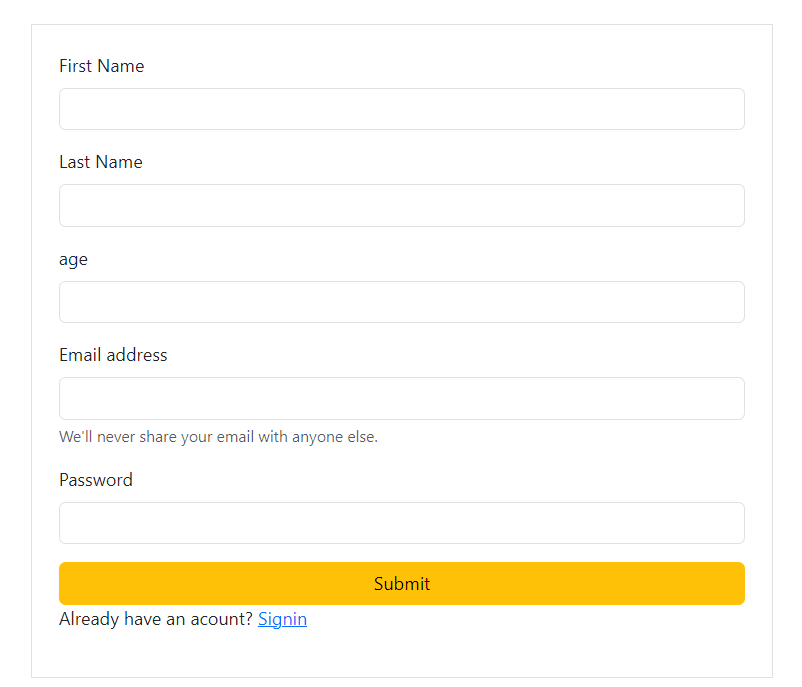 First Name
Last Name
age
Email address
We'll never share your email with anyone else.
Password
Submit
Already have an acount? Signin